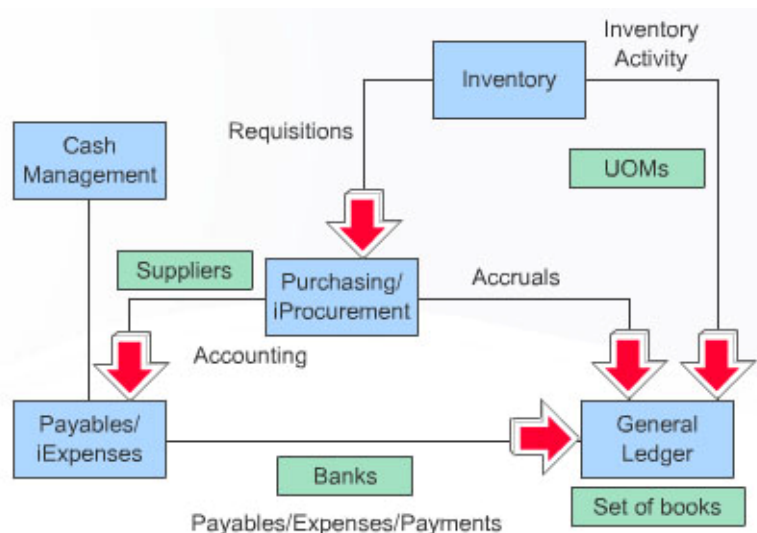 Inventory
Activity
Inventory
Requisitions
Cash
Management
UOMs
Suppliers
Purchasing/
iProcurement
Accruals
Accounting
Payables/
iExpenses
General
Ledger
Banks
Set of books
Payables/Expenses/Payments